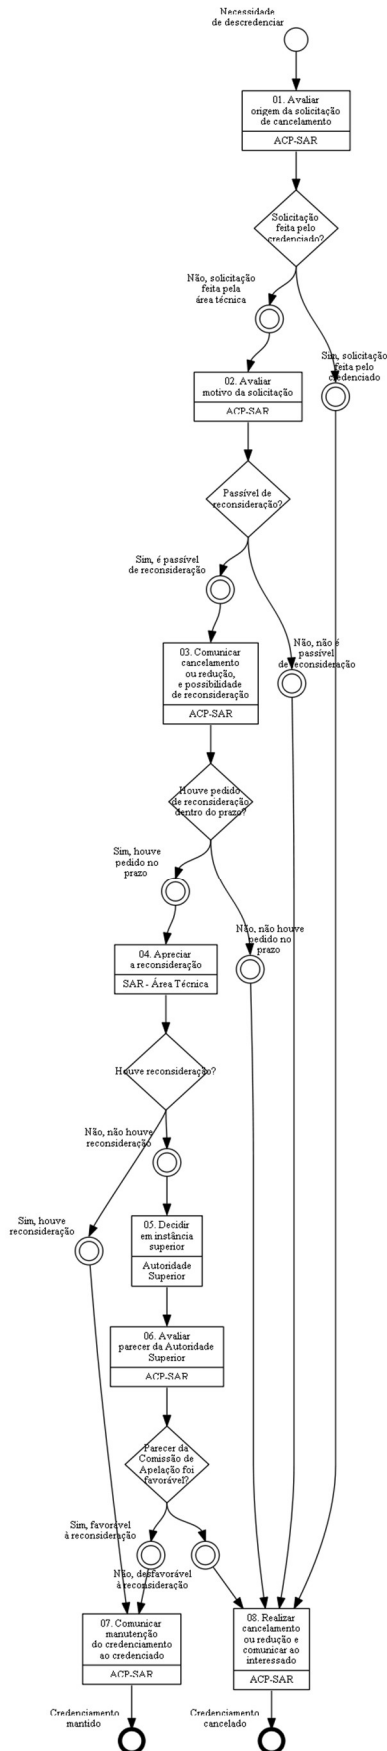 Necessidade
de descredenciar
01. Avaliar
origem da solicitação
de cancelamento
ACP-SAR
Solicitação
feita pelo
credenciado?
Não, solicitação
feita pela
área técnica
Sim, solicitação
feita pelo
credenciado
02. Avaliar
motivo da solicitação
ACP-SAR
Passível de
reconsideração?
Sim, é passível
de reconsideração
Não, não é
passível
de reconsideração
03. Comunicar
cancelamento
ou redução,
e possibilidade
de reconsideração
ACP-SAR
Houve pedido
de reconsideração
dentro do prazo?
Sim, houve
pedido no
prazo
Não, não houve
pedido no
prazo
04. Apreciar
a reconsideração
SAR - Área Técnica
Houve reconsideração?
Não, não houve
reconsideração
Sim, houve
reconsideração
05. Decidir
em instância
superior
Autoridade
Superior
06. Avaliar
parecer da Autoridade
Superior
ACP-SAR
Parecer da
Comissão de
Apelação foi
favorável?
Sim, favorável
à reconsideração
Não, desfavorável
à reconsideração
07. Comunicar
manutenção
do credenciamento
ao credenciado
ACP-SAR
08. Realizar
cancelamento
ou redução e
comunicar ao
interessado
ACP-SAR
Credenciamento
mantido
Credenciamento
cancelado